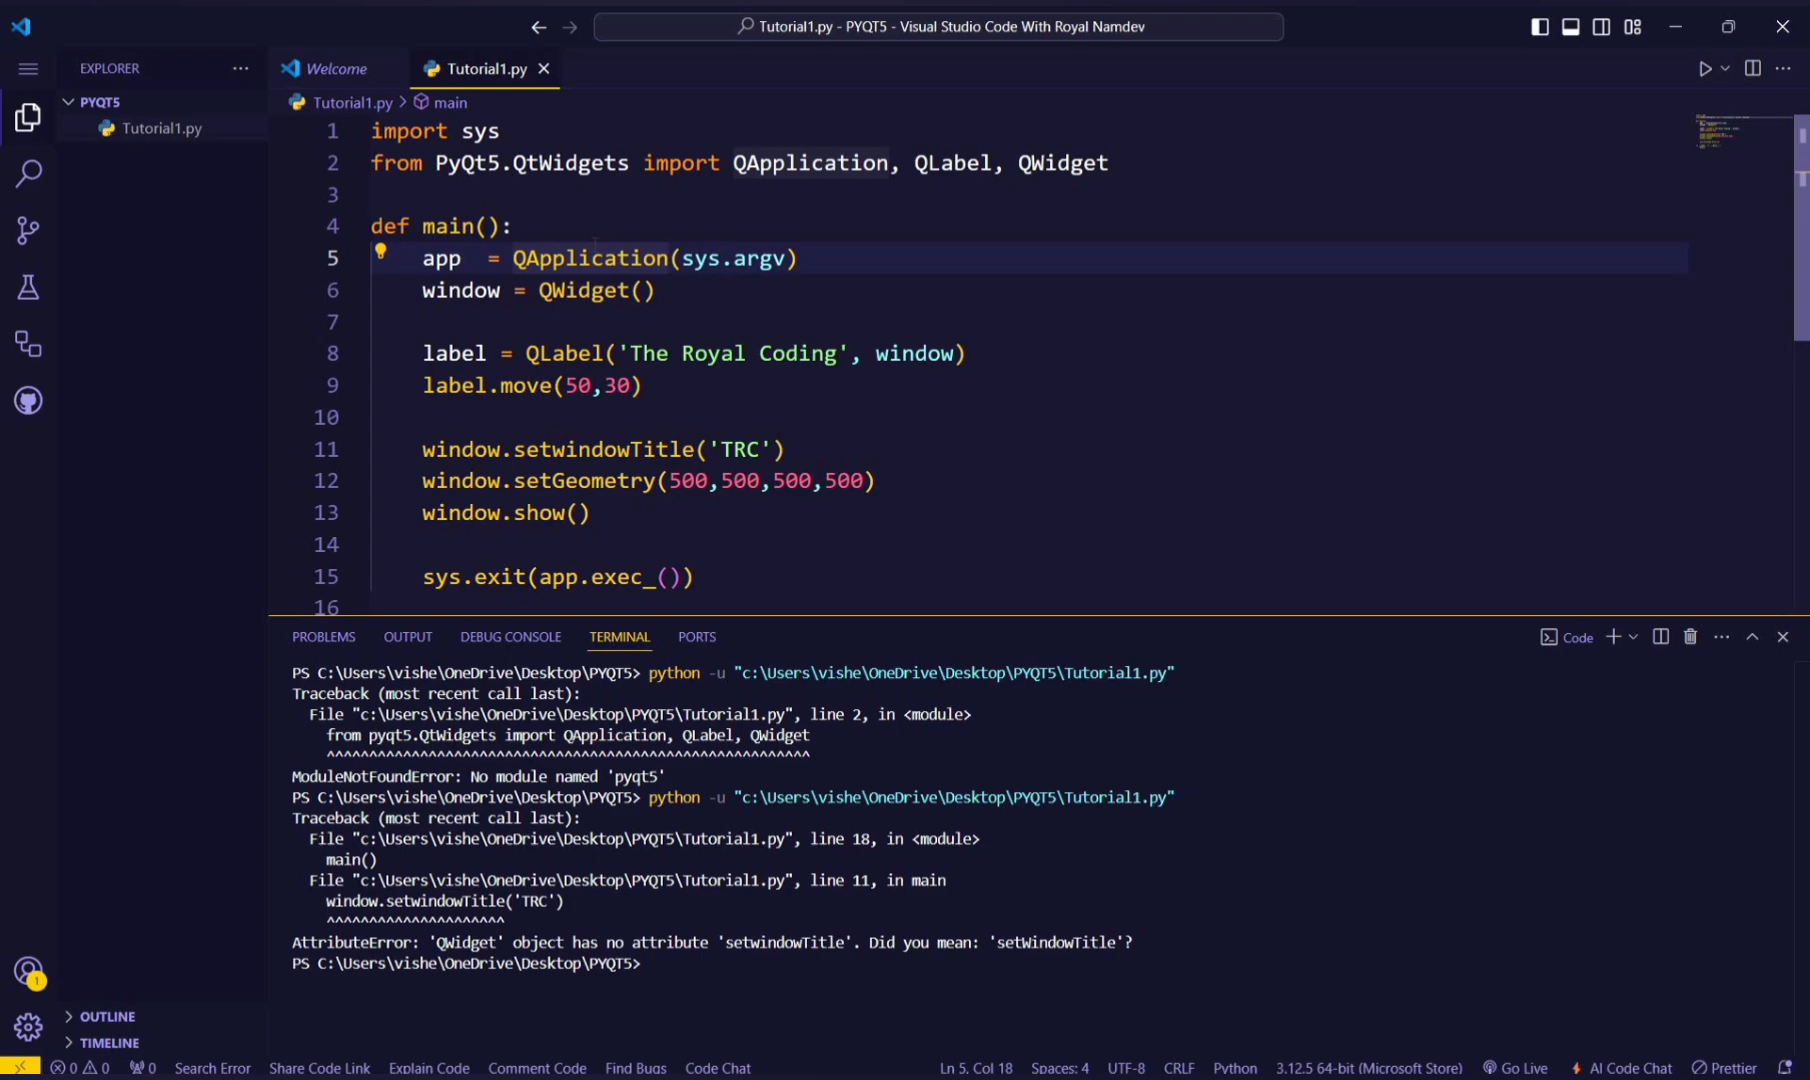 Tutorial1.py - PYQT5 - Visual Studio Code With Royal Namdev
EXPLORER
Welcome
Tutorial1.py
PYQT5
Tutorial1.py
Tutorial1.py > main
1 import sys
2 from PyQt5.QtWidgets import QApplication, QLabel, QWidget
3
4 def main():
5 app  = QApplication(sys.argv)
6 window = QWidget()
7
8 label = QLabel('The Royal Coding', window)
9 label.move(50,30)
10
11 window.setwindowTitle('TRC')
12 window.setGeometry(500,500,500,500)
13 window.show()
14
15 sys.exit(app.exec_())
16
PROBLEMS OUTPUT DEBUG CONSOLE TERMINAL PORTS
Code
PS C:\Users\vishe\OneDrive\Desktop\PYQT5> python -u "c:\Users\vishe\OneDrive\Desktop\PYQT5\Tutorial1.py"
Traceback (most recent call last):
File "c:\Users\vishe\OneDrive\Desktop\PYQT5\Tutorial1.py", line 2, in <module>
from pyqt5.QtWidgets import QApplication, QLabel, QWidget
^^^^^^^^^^^^^^^^^^^^^^^^^^^^^^^^^^^^^^^^^^^^^^^^^^^^^^^^^
ModuleNotFoundError: No module named 'pyqt5'
PS C:\Users\vishe\OneDrive\Desktop\PYQT5> python -u "c:\Users\vishe\OneDrive\Desktop\PYQT5\Tutorial1.py"
Traceback (most recent call last):
File "c:\Users\vishe\OneDrive\Desktop\PYQT5\Tutorial1.py", line 18, in <module>
main()
File "c:\Users\vishe\OneDrive\Desktop\PYQT5\Tutorial1.py", line 11, in main
window.setwindowTitle('TRC')
^^^^^^^^^^^^^^^^^^^^^
AttributeError: 'QWidget' object has no attribute 'setwindowTitle'. Did you mean: 'setWindowTitle'?
PS C:\Users\vishe\OneDrive\Desktop\PYQT5>
1
OUTLINE
TIMELINE
0 0 0 Search Error Share Code Link Explain Code Comment Code Find Bugs Code Chat Ln 5, Col 18 Spaces: 4 UTF-8 CRLF Python 3.12.5 64-bit (Microsoft Store) Go Live AI Code Chat Prettier